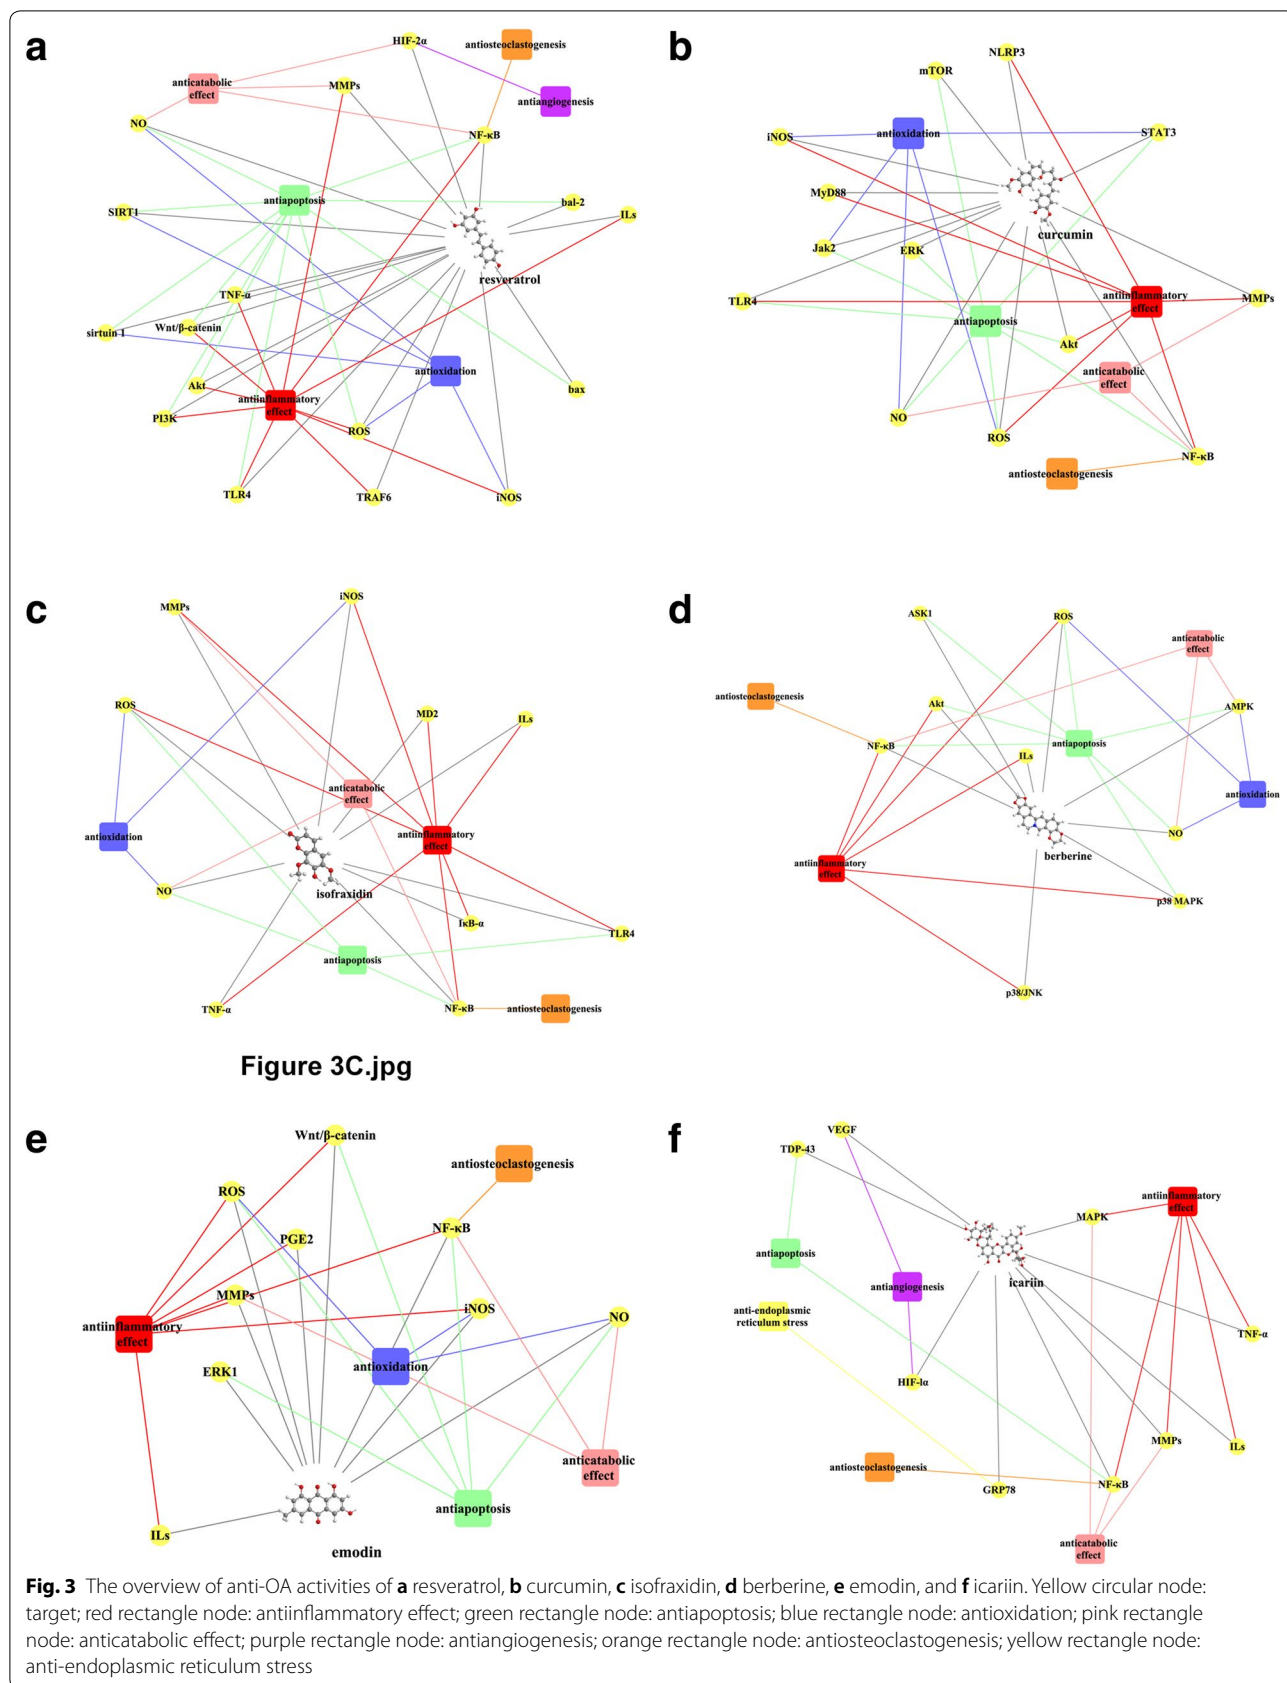 a
HIF-2α
antiosteoclastogenesis
anticatabolic
effect
MMPs
antiangiogenesis
NO
NF-κB
antiapoptosis
bal-2
SIRT1
ILs
resveratrol
TNF-α
sirtuin 1
Wnt/β-catenin
antioxidation
Akt
bax
antiinflammatory
effect
PI3K
ROS
TLR4
TRAF6
iNOS
b
NLRP3
mTOR
iNOS
antioxidation
STAT3
MyD88
curcumin
Jak2
ERK
TLR4
antiinflammatory
effect
MMPs
antiapoptosis
Akt
anticatabolic
effect
NO
ROS
NF-κB
antiosteoclastogenesis
c
MMPs
iNOS
ROS
MD2
ILs
anticatabolic
effect
antioxidation
antiinflammatory
effect
NO
isofraxidin
IκB-α
TLR4
antiapoptosis
TNF-α
NF-κB
antiosteoclastogenesis
Figure 3C.jpg
d
ASK1
ROS
anticatabolic
effect
antiosteoclastogenesis
Akt
AMPK
NF-κB
antiapoptosis
ILs
antioxidation
NO
berberine
antiinflammatory
effect
p38 MAPK
p38/JNK
e
Wnt/β-catenin
antiosteoclastogenesis
ROS
NF-κB
PGE2
MMPs
iNOS
NO
antiinflammatory
effect
antioxidation
ERK1
anticatabolic
effect
antiapoptosis
ILs
emodin
f
VEGF
TDP-43
antiinflammatory
effect
MAPK
antiapoptosis
icariin
antiangiogenesis
anti-endoplasmic
reticulum stress
TNF-α
HIF-1α
MMPs
ILs
antiosteoclastogenesis
NF-κB
GRP78
anticatabolic
effect
Fig. 3 The overview of anti-OA activities of a resveratrol, b curcumin, c isofraxidin, d berberine, e emodin, and f icariin. Yellow circular node:
target; red rectangle node: antiinflammatory effect; green rectangle node: antiapoptosis; blue rectangle node: antioxidation; pink rectangle
node: anticatabolic effect; purple rectangle node: antiangiogenesis; orange rectangle node: antiosteoclastogenesis; yellow rectangle node:
anti-endoplasmic reticulum stress